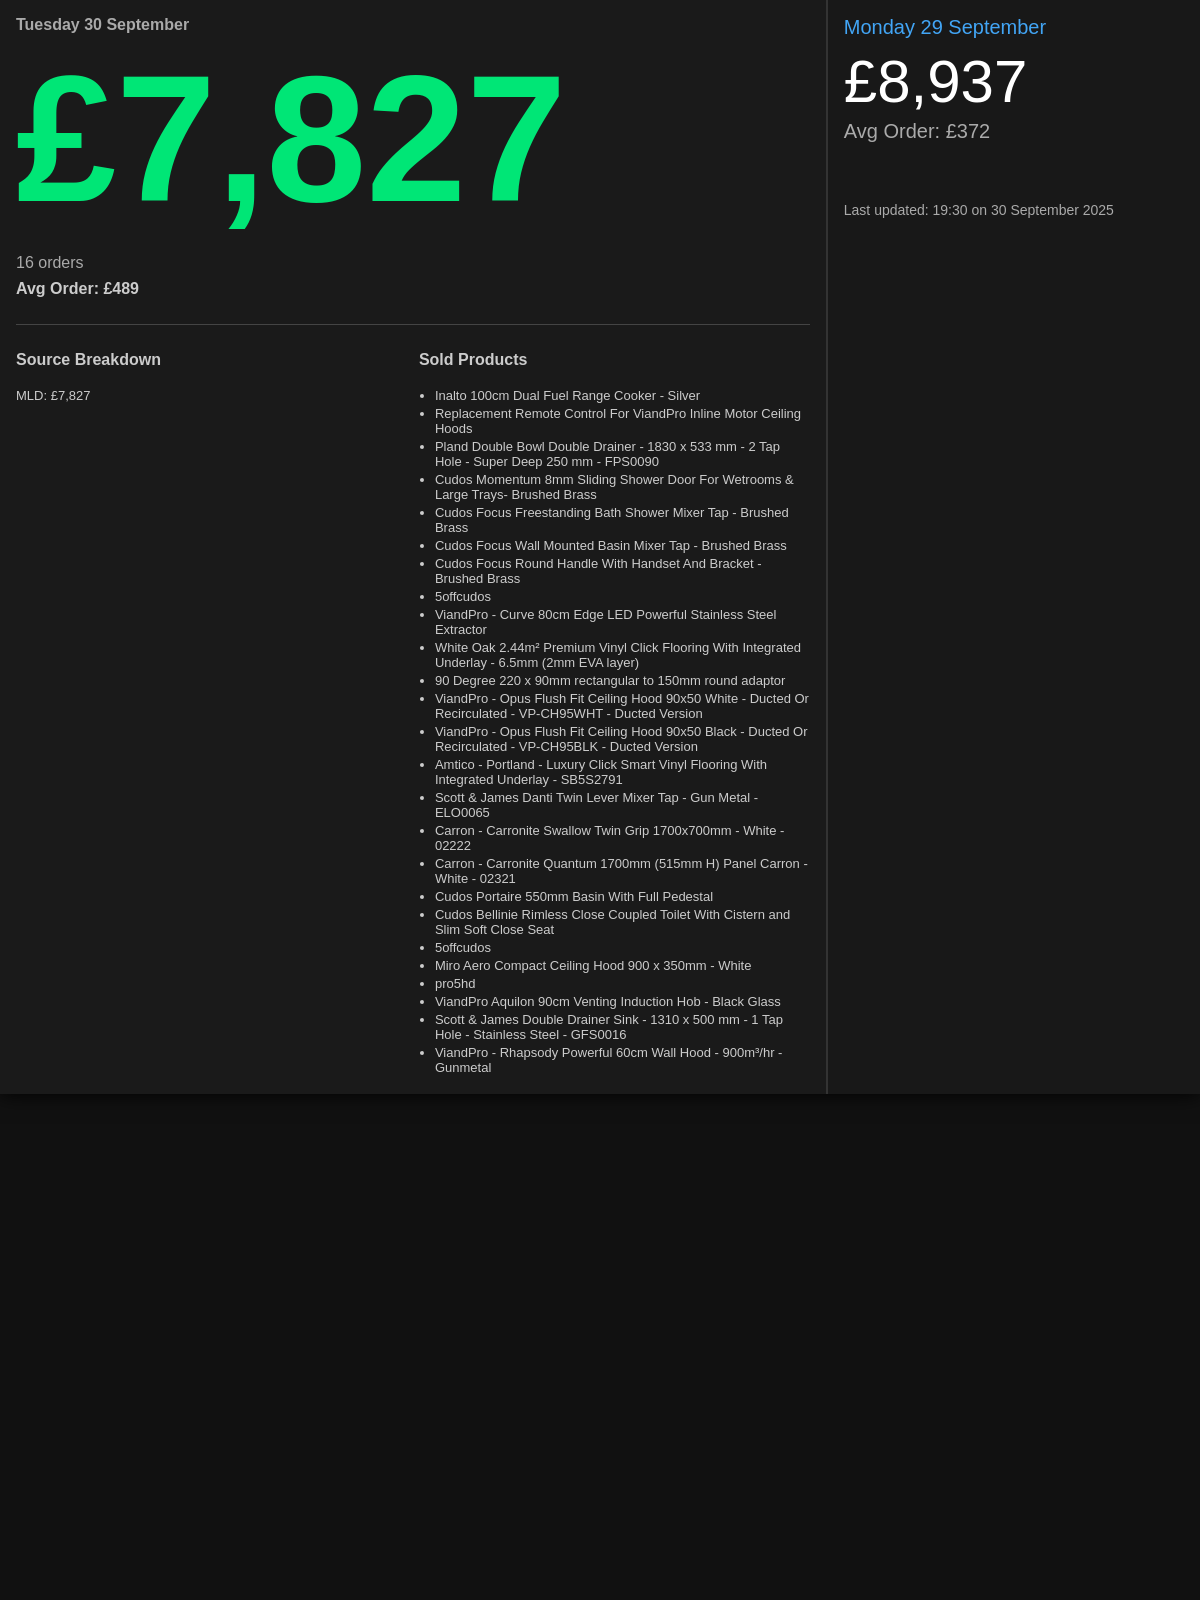 Tuesday 30 September
£7,827
16 orders
Avg Order: £489
Source Breakdown
MLD: £7,827
Sold Products
Inalto 100cm Dual Fuel Range Cooker - Silver
Replacement Remote Control For ViandPro Inline Motor Ceiling
Hoods
Pland Double Bowl Double Drainer - 1830 x 533 mm - 2 Tap
Hole - Super Deep 250 mm - FPS0090
Cudos Momentum 8mm Sliding Shower Door For Wetrooms &
Large Trays- Brushed Brass
Cudos Focus Freestanding Bath Shower Mixer Tap - Brushed
Brass
Cudos Focus Wall Mounted Basin Mixer Tap - Brushed Brass
Cudos Focus Round Handle With Handset And Bracket -
Brushed Brass
5offcudos
ViandPro - Curve 80cm Edge LED Powerful Stainless Steel
Extractor
White Oak 2.44m² Premium Vinyl Click Flooring With Integrated
Underlay - 6.5mm (2mm EVA layer)
90 Degree 220 x 90mm rectangular to 150mm round adaptor
ViandPro - Opus Flush Fit Ceiling Hood 90x50 White - Ducted Or
Recirculated - VP-CH95WHT - Ducted Version
ViandPro - Opus Flush Fit Ceiling Hood 90x50 Black - Ducted Or
Recirculated - VP-CH95BLK - Ducted Version
Amtico - Portland - Luxury Click Smart Vinyl Flooring With
Integrated Underlay - SB5S2791
Scott & James Danti Twin Lever Mixer Tap - Gun Metal -
ELO0065
Carron - Carronite Swallow Twin Grip 1700x700mm - White -
02222
Carron - Carronite Quantum 1700mm (515mm H) Panel Carron -
White - 02321
Cudos Portaire 550mm Basin With Full Pedestal
Cudos Bellinie Rimless Close Coupled Toilet With Cistern and
Slim Soft Close Seat
5offcudos
Miro Aero Compact Ceiling Hood 900 x 350mm - White
pro5hd
ViandPro Aquilon 90cm Venting Induction Hob - Black Glass
Scott & James Double Drainer Sink - 1310 x 500 mm - 1 Tap
Hole - Stainless Steel - GFS0016
ViandPro - Rhapsody Powerful 60cm Wall Hood - 900m³/hr -
Gunmetal
Monday 29 September
£8,937
Avg Order: £372
Last updated: 19:30 on 30 September 2025